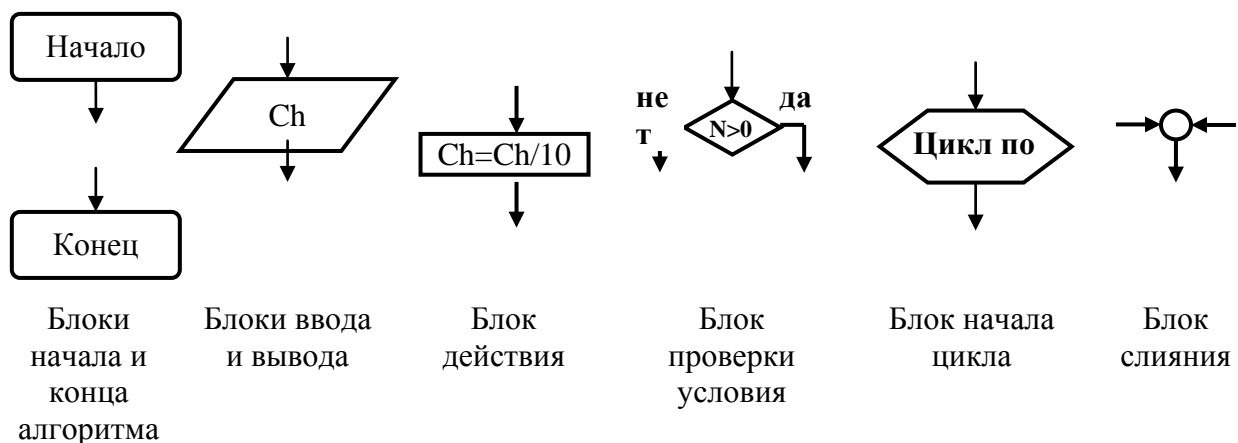 Начало
Конец
Ch
Ch=Ch/10
не
т
N>0
да
Цикл по
Блоки
начала и
конца
алгоритма
Блоки ввода
и вывода
Блок
действия
Блок
проверки
условия
Блок начала
цикла
Блок
слияния